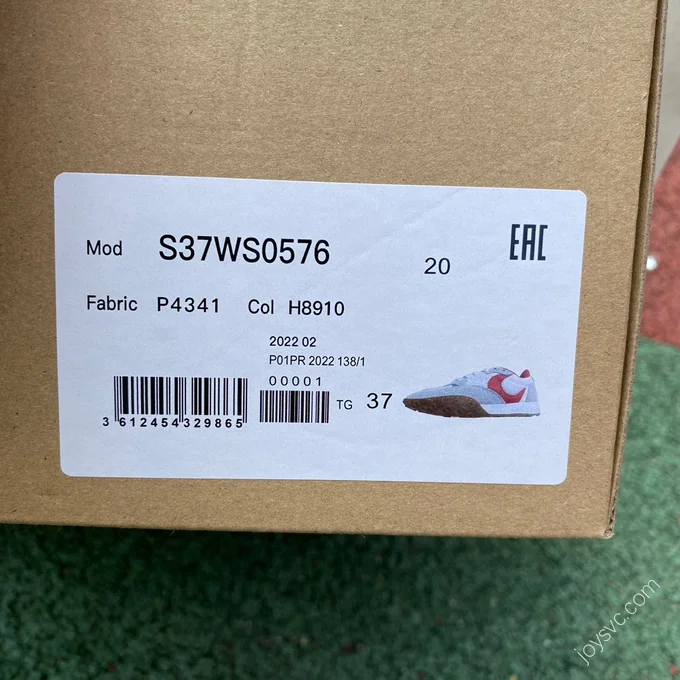 Mod S37WS0576
20
EAC
Fabric P4341 Col H8910
2022 02
P01PR 2022 138/1
00001
TG 37
3 612454 329865
joysvc.com